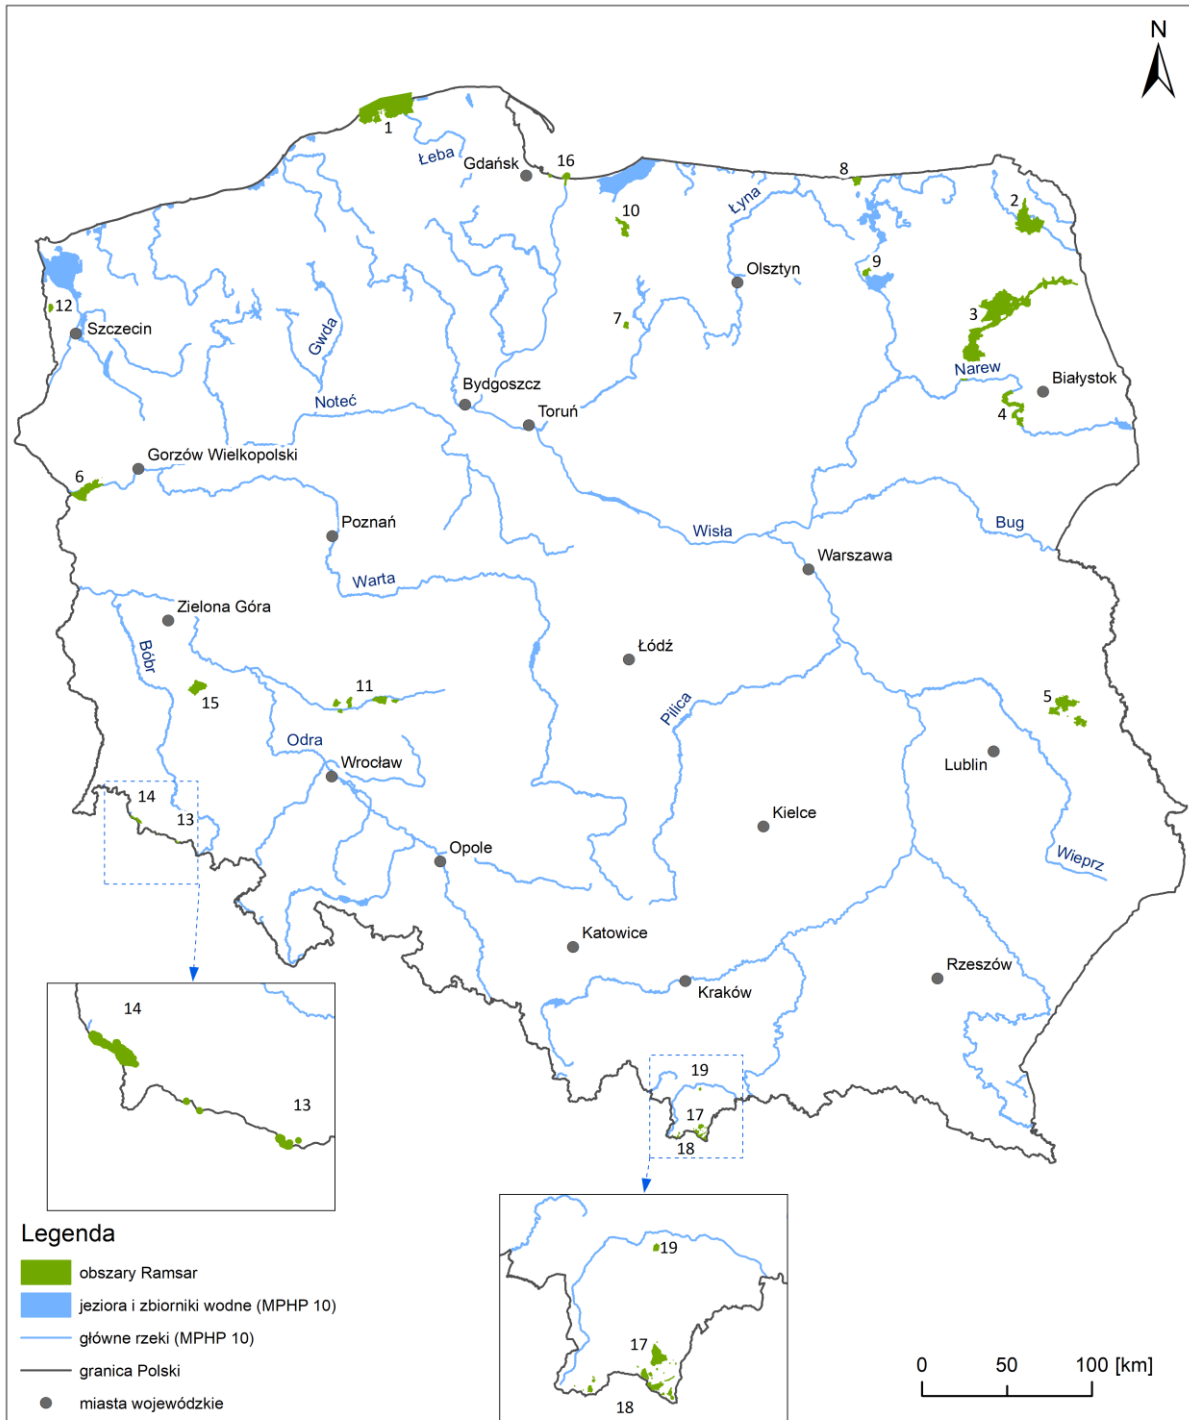 N
1
Łeba
Gdańsk
16
8
2
10
Łyna
9
Olsztyn
12
3
Szczecin
7
Gwda
Narew
Białystok
Bydgoszcz
Noteć
4
Toruń
Gorzów Wielkopolski
6
Bug
Wisła
Poznań
Warszawa
Warta
Zielona Góra
Bóbr
Łódź
11
15
5
Pilica
Odra
Wrocław
Lublin
14
Kielce
13
Opole
Wieprz
Katowice
Rzeszów
Kraków
14
19
13
17
18
Legenda
19
obszary Ramsar
jeziora i zbiorniki wodne (MPHP 10)
główne rzeki (MPHP 10)
17
granica Polski
0 50 100 [km]
miasta wojewódzkie
18